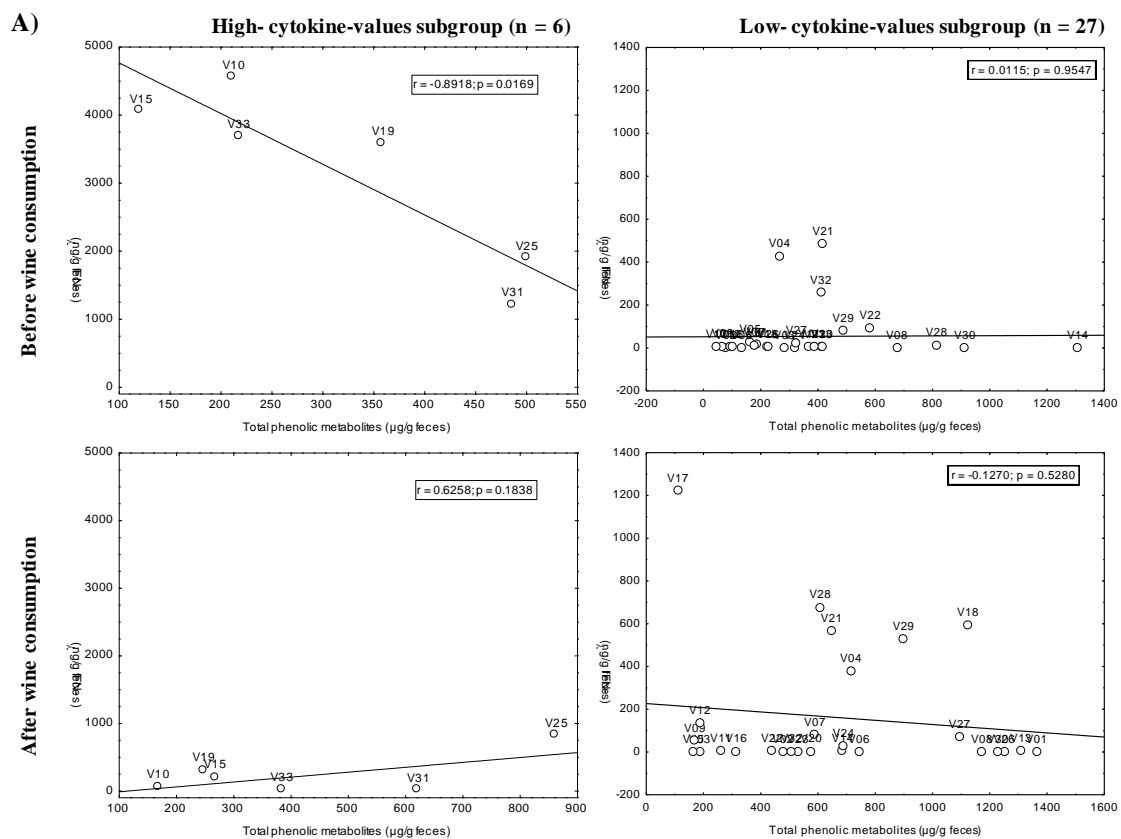 A)
High- cytokine-values subgroup (n = 6)
Low- cytokine-values subgroup (n = 27)
Before wine consumption
5000
4000
3000
2000
1000
0
r = -0.8918; p = 0.0169
V10
V15
V33
V19
V25
V31
100 150 200 250 300 350 400 450 500 550
Total phenolic metabolites (µg/g feces)
1400
1200
1000
800
600
400
200
0
-200
r = 0.0115; p = 0.9547
V21
V04
V32
V29
V22
V05
V27
V08
V28
V30
V14
-200 0 200 400 600 800 1000 1200 1400
Total phenolic metabolites (µg/g feces)
After wine consumption
5000
4000
3000
2000
1000
0
r = 0.6258; p = 0.1838
V25
V19
V15
V10
V33
V31
100 200 300 400 500 600 700 800 900
Total phenolic metabolites (µg/g feces)
1400
1200
1000
800
600
400
200
0
-200
r = -0.1270; p = 0.5280
V17
V28
V21
V29
V18
V04
V12
V09
V07
V24
V27
V11
V16
V20
V06
V08
V13
V01
0 200 400 600 800 1000 1200 1400 1600
Total phenolic metabolites (µg/g feces)